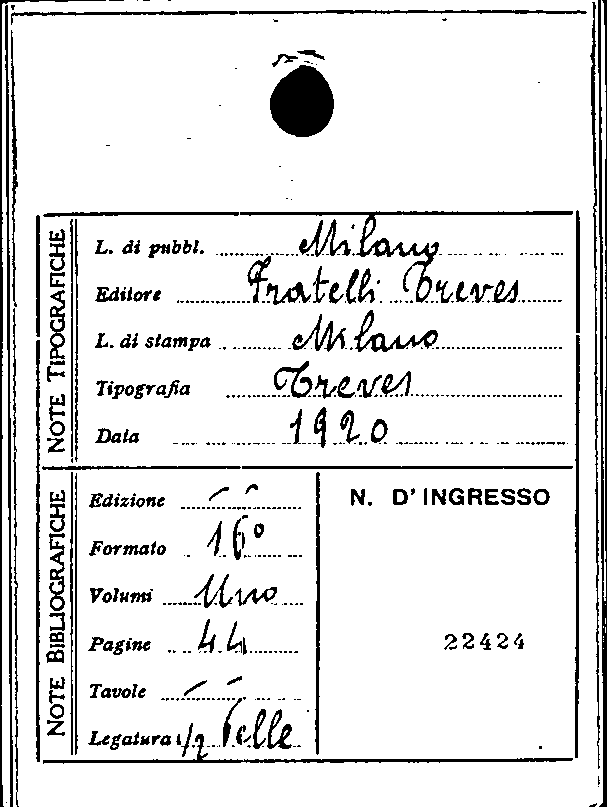 NOTE TIPOGRAFICHE
L. di pubbl. Milano
Editore Fratelli Treves
L. di stampa Milano
Tipografia Treves
Data 1920
NOTE BIBLIOGRAFICHE
Edizione – –
Formato 16°
Volumi Uno
Pagine 44
Tavole – –
Legatura 1/2 Pelle
N. D'INGRESSO
22424